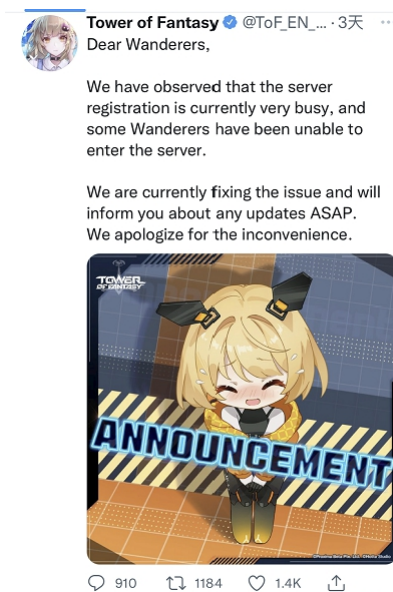 Tower of Fantasy @ToF_EN_... · 3天 ...
Dear Wanderers,
We have observed that the server
registration is currently very busy, and
some Wanderers have been unable to
enter the server.
We are currently fixing the issue and will
inform you about any updates ASAP.
We apologize for the inconvenience.
TOWER
OF FANTASY
ANNOUNCEMENT
910 1184 1.4K